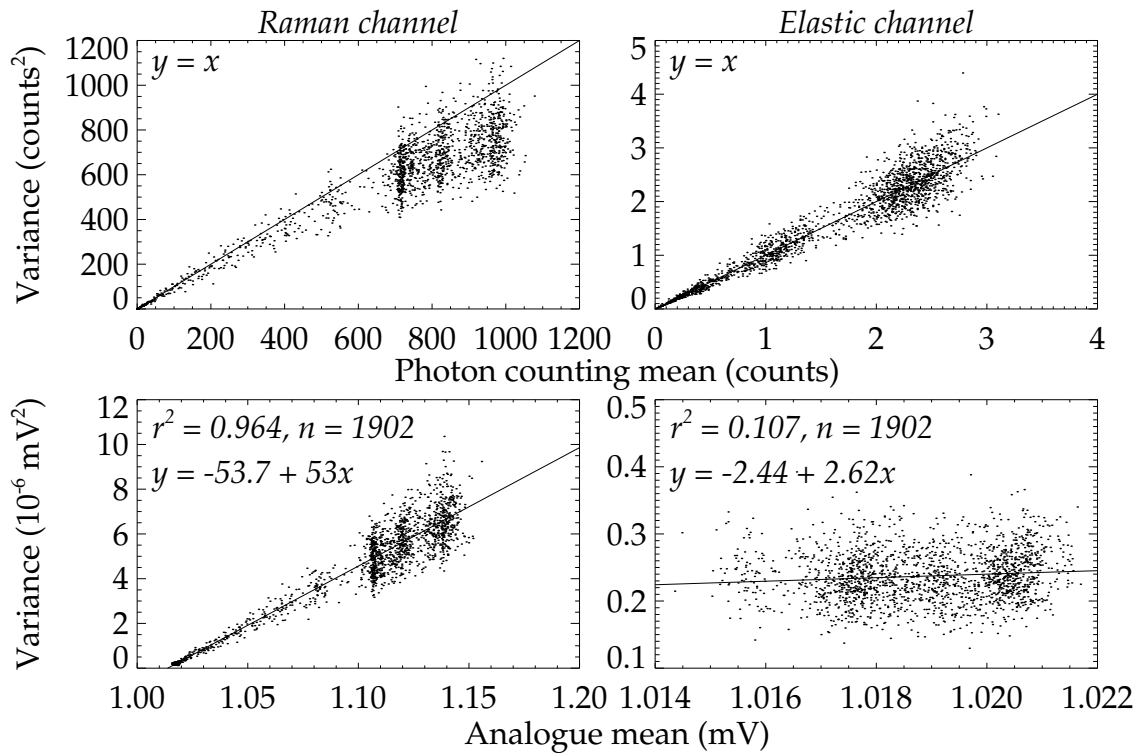 Raman channel
Elastic channel
Variance (counts²)
1200
1000
800
600
400
200
0
y = x
0 200 400 600 800 1000 1200
5
4
3
2
1
0
y = x
0 1 2 3 4
Photon counting mean (counts)
Variance (10⁻⁶ mV²)
12
10
8
6
4
2
0
r² = 0.964, n = 1902
y = -53.7 + 53x
1.00 1.05 1.10 1.15 1.20
0.5
0.4
0.3
0.2
0.1
r² = 0.107, n = 1902
y = -2.44 + 2.62x
1.014 1.016 1.018 1.020 1.022
Analogue mean (mV)